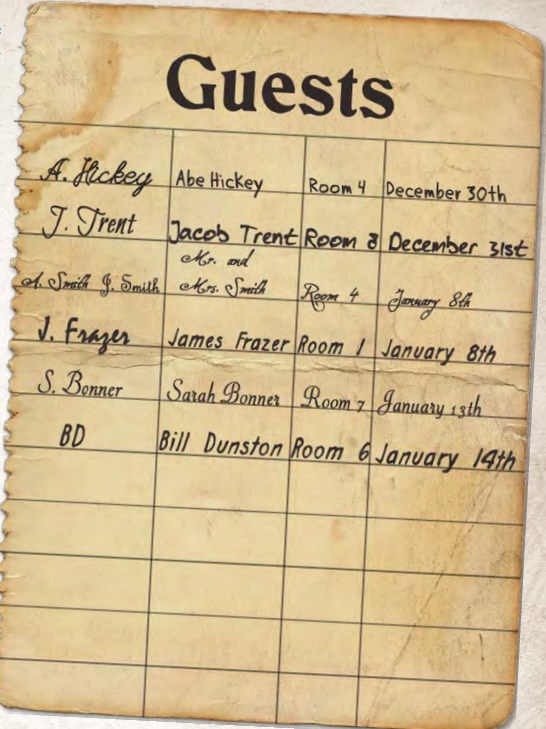 Guests
A. Hickey Abe Hickey Room 4 December 30th
J. Trent Jacob Trent Room 3 December 31st
Mr. and
A. Smith J. Smith Mrs. Smith Room 4 January 8th
J. Frazer James Frazer Room 1 January 8th
S. Bonner Sarah Bonner Room 7 January 13th
BD Bill Dunston Room 6 January 14th